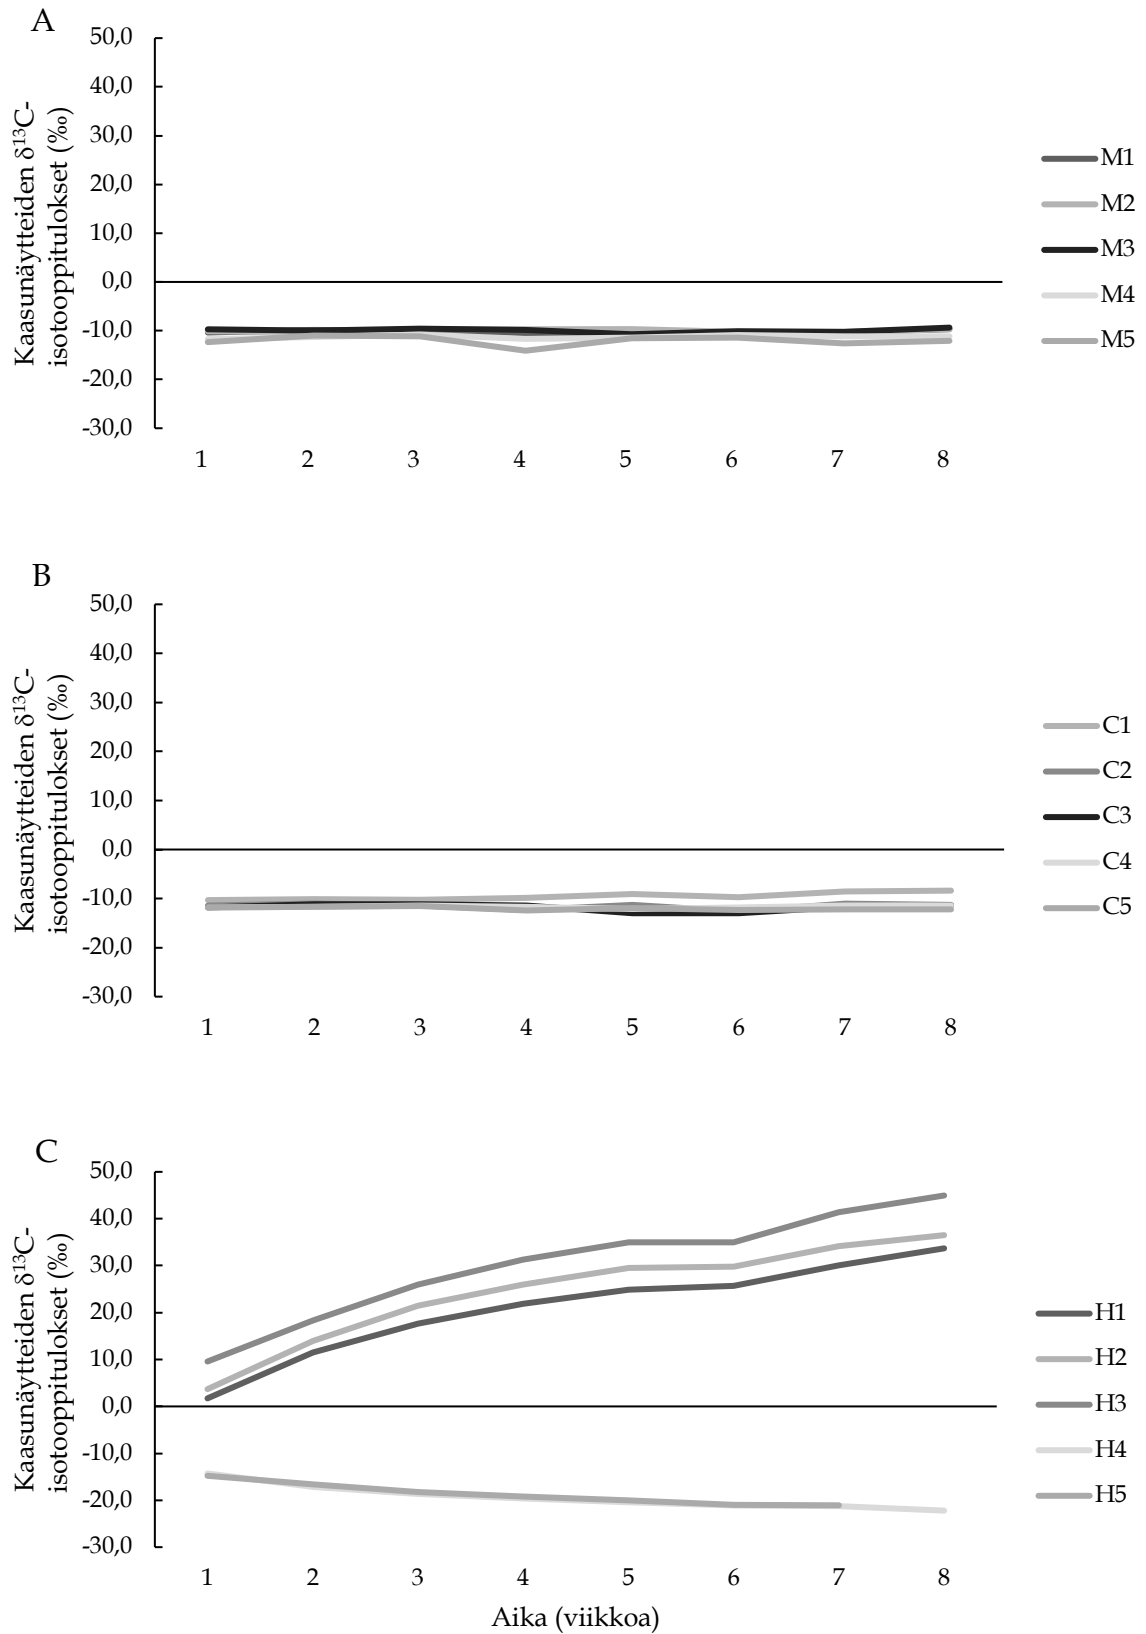 A
Kaasunäytteiden δ¹³C-
isotooppitulokset (‰)
50,0
40,0
30,0
20,0
10,0
0,0
-10,0
-20,0
-30,0
1 2 3 4 5 6 7 8
M1
M2
M3
M4
M5
B
Kaasunäytteiden δ¹³C-
isotooppitulokset (‰)
50,0
40,0
30,0
20,0
10,0
0,0
-10,0
-20,0
-30,0
1 2 3 4 5 6 7 8
C1
C2
C3
C4
C5
C
Kaasunäytteiden δ¹³C-
isotooppitulokset (‰)
50,0
40,0
30,0
20,0
10,0
0,0
-10,0
-20,0
-30,0
1 2 3 4 5 6 7 8
Aika (viikkoa)
H1
H2
H3
H4
H5